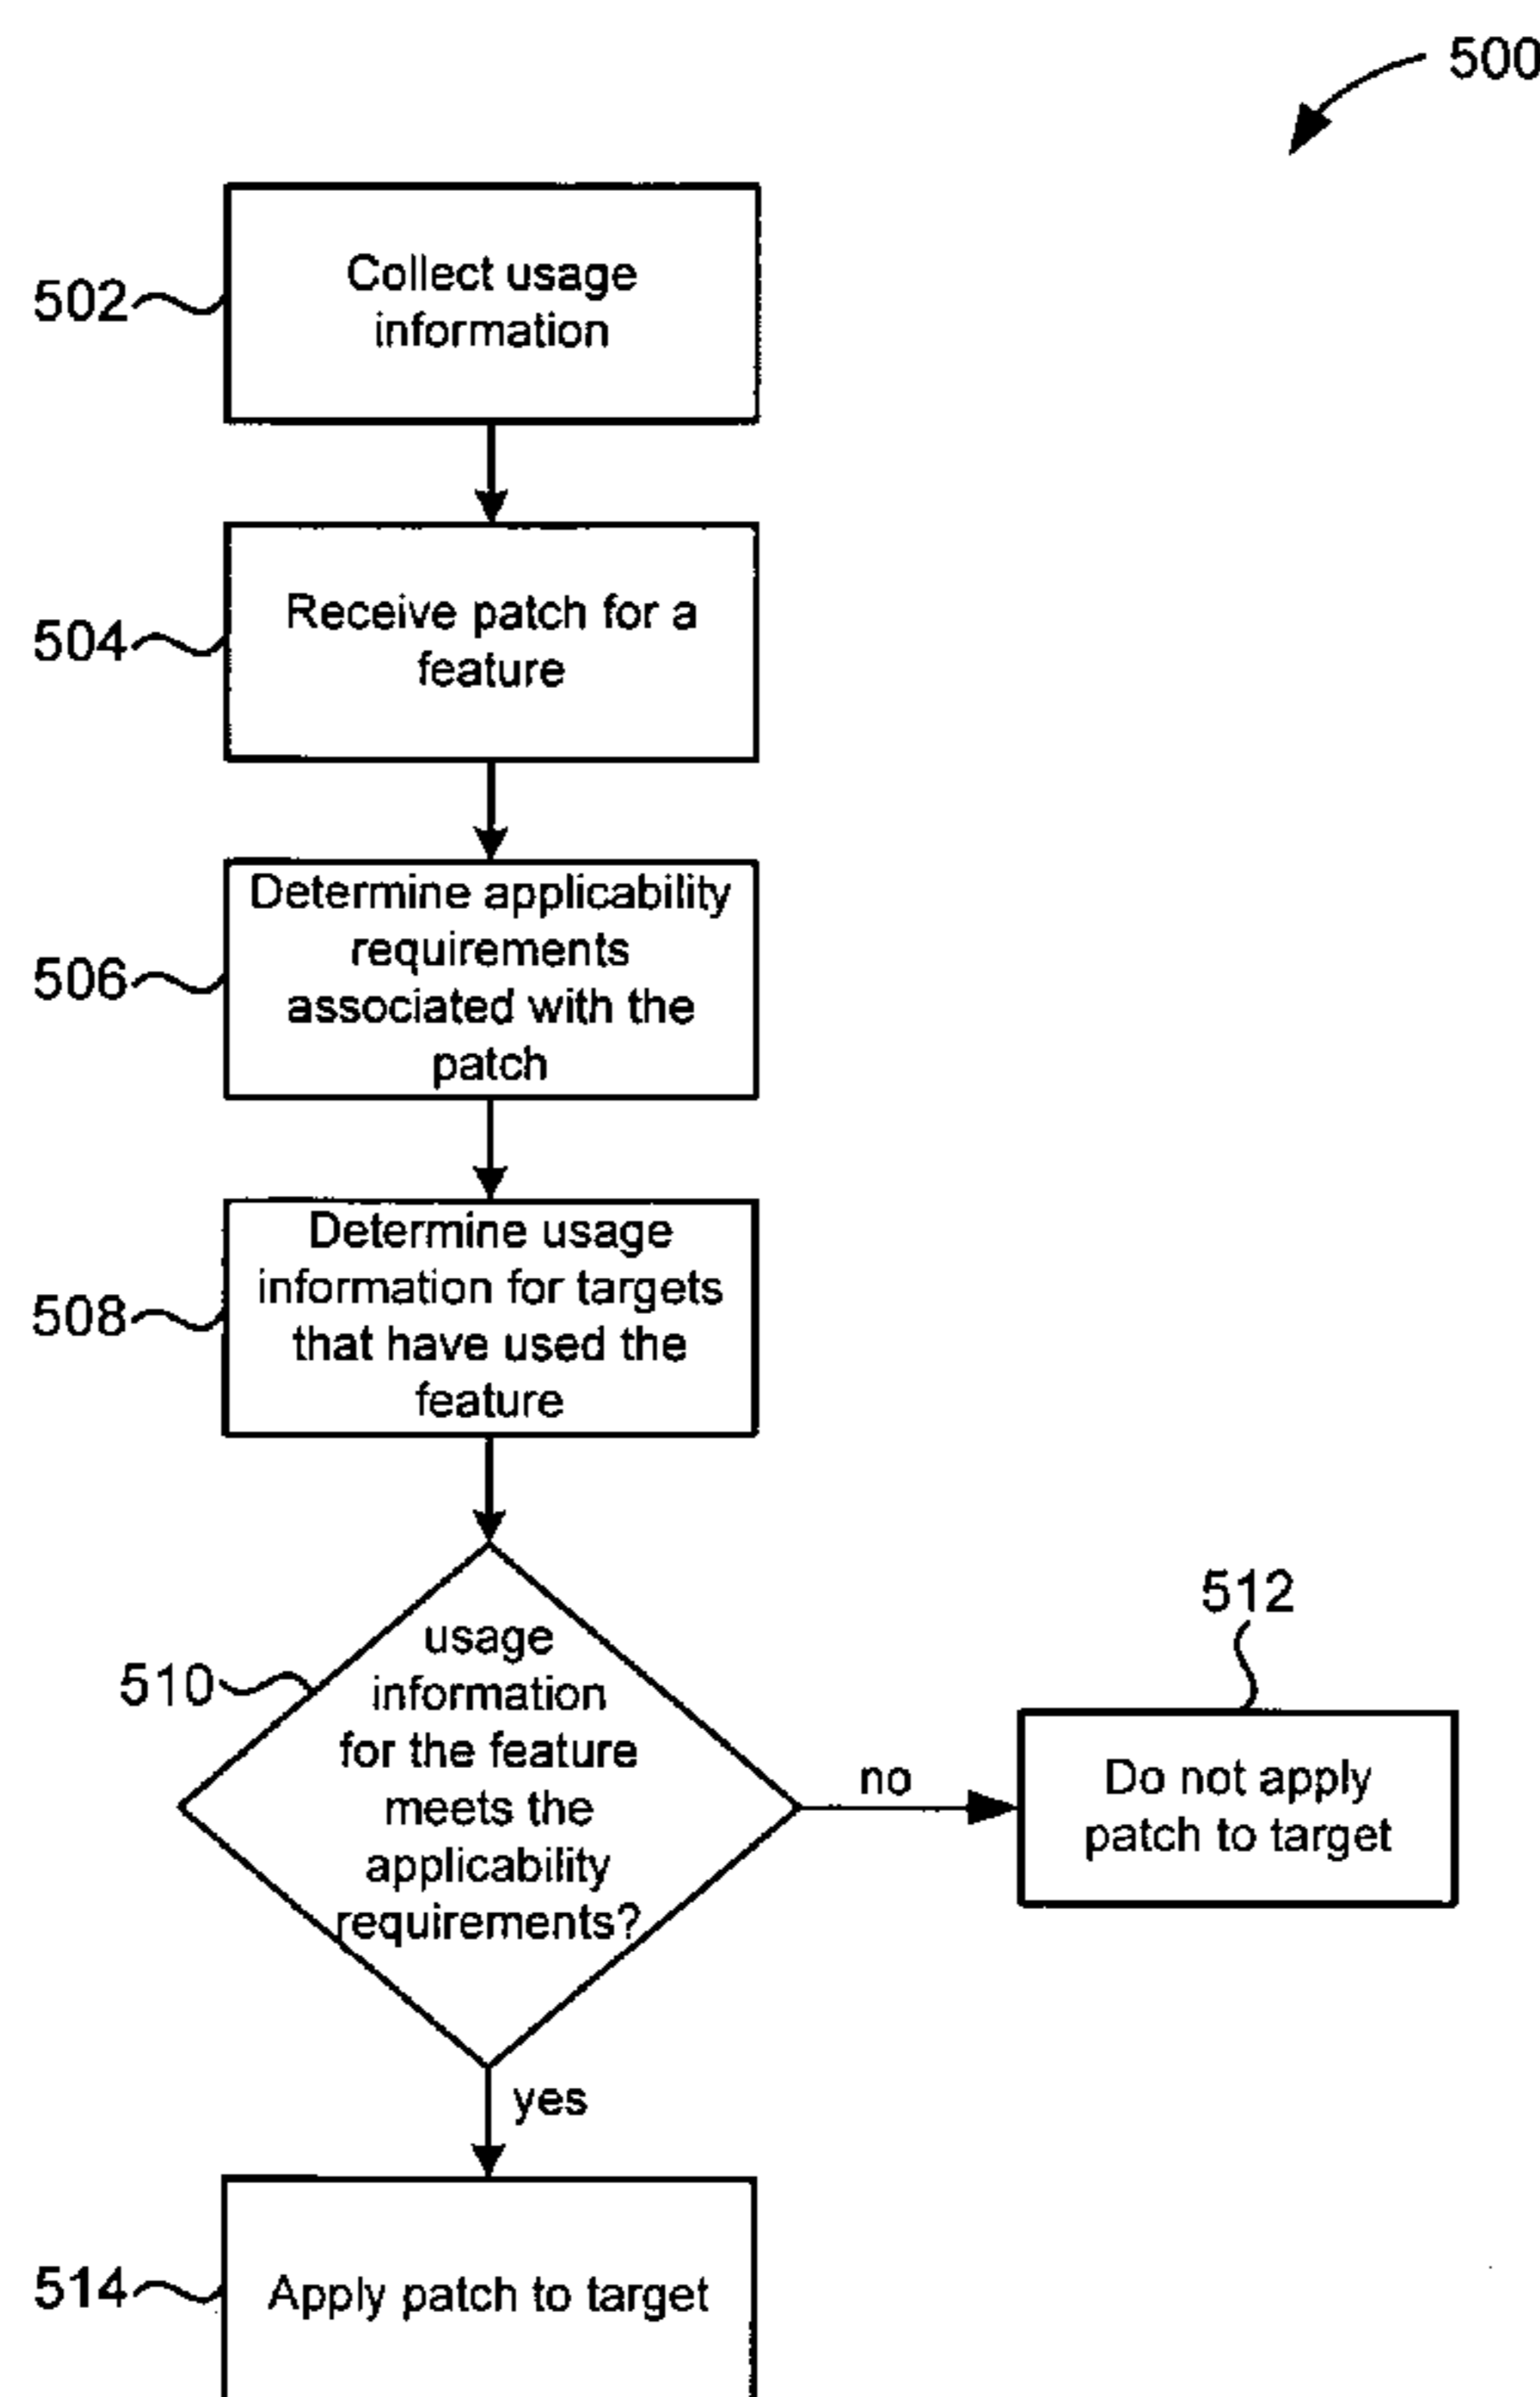 500
502
Collect usage
information
504
Receive patch for a
feature
506
Determine applicability
requirements
associated with the
patch
508
Determine usage
information for targets
that have used the
feature
510
usage
information
for the feature
meets the
applicability
requirements?
no
512
Do not apply
patch to target
yes
514
Apply patch to target